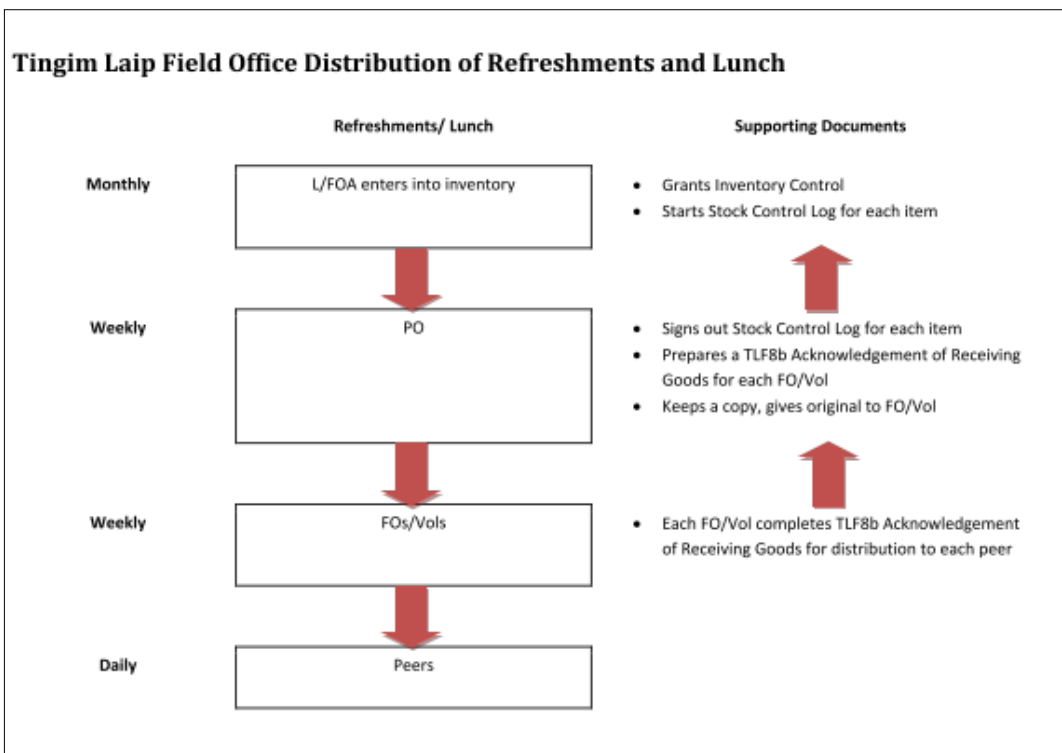 Tingim Laip Field Office Distribution of Refreshments and Lunch
Refreshments/ Lunch
Supporting Documents
Monthly
L/FOA enters into inventory
• Grants Inventory Control
• Starts Stock Control Log for each item
Weekly
PO
• Signs out Stock Control Log for each item
• Prepares a TLF8b Acknowledgement of Receiving
Goods for each FO/Vol
• Keeps a copy, gives original to FO/Vol
Weekly
FOs/Vols
• Each FO/Vol completes TLF8b Acknowledgement
of Receiving Goods for distribution to each peer
Daily
Peers